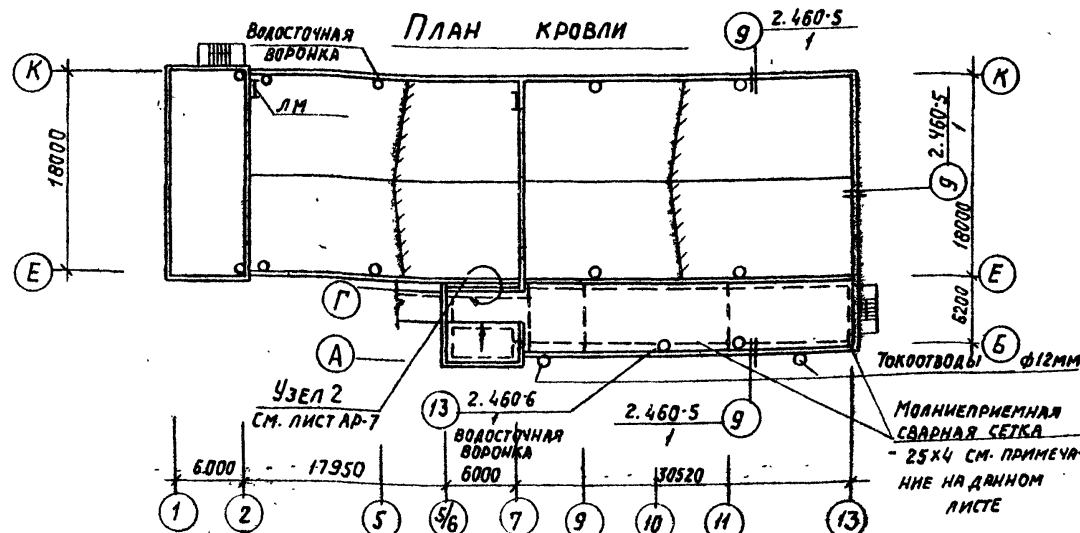 План кровли
9 2.460-5
1
Водосточная
воронка
К
К
ЛМ
18000
2.460-5
1
9
18000
Е
Е
Г
6200
Б
А
Токоотводы ф12мм
Узел 2
см. лист АР-7
13 2.460-6
1
водосточная
воронка
2.460-5 9
1
Молниеприемная
сварная сетка
- 25×4 см. примеча-
ние на данном
листе
6000 17950 6000 30520
1 2 5 5/6 7 9 10 11 13